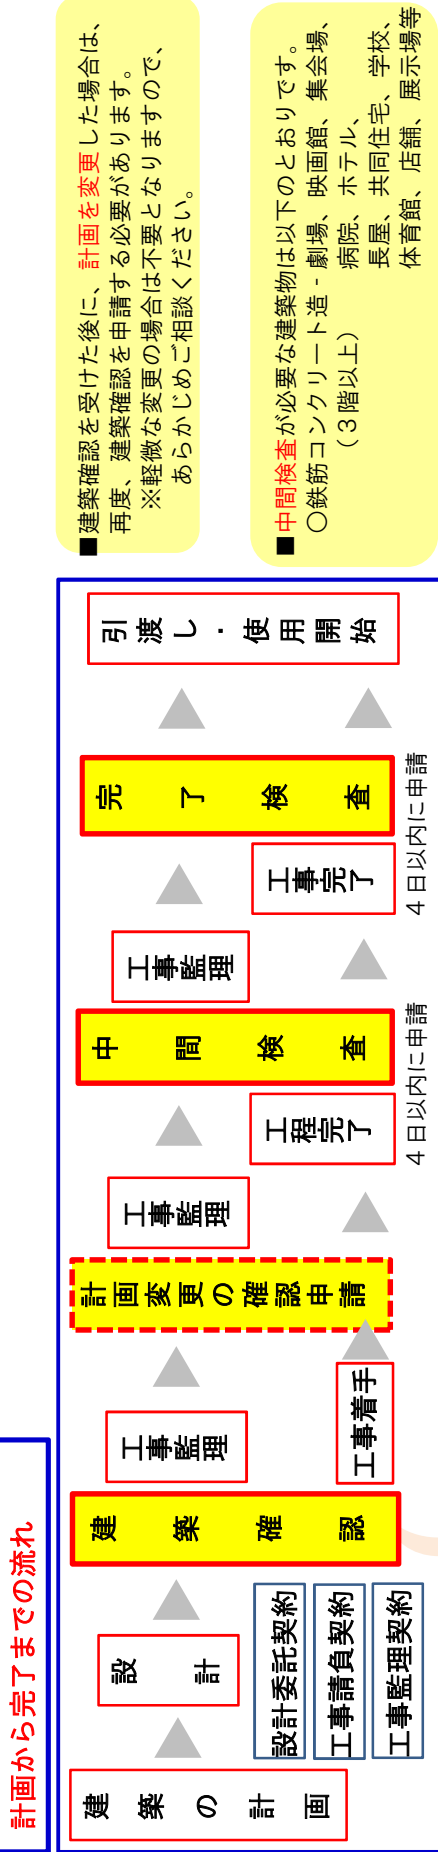 計画から完了までの流れ
建築の計画
設計
設計委託契約
工事請負契約
工事監理契約
建築確認
工事監理
工事着手
計画変更の確認申請
工事監理
工程完了
中間検査
4日以内に申請
工事監理
工事完了
完了検査
4日以内に申請
引渡し・使用開始
■建築確認を受けた後に、計画を変更した場合は、
再度、建築確認を申請する必要があります。
※軽微な変更の場合は不要となりますので、
あらかじめご相談ください。
■中間検査が必要な建築物は以下のとおりです。
○鉄筋コンクリート造‐劇場、映画館、集会場、
（3階以上）　病院、ホテル、
長屋、共同住宅、学校、
体育館、店舗、展示場等